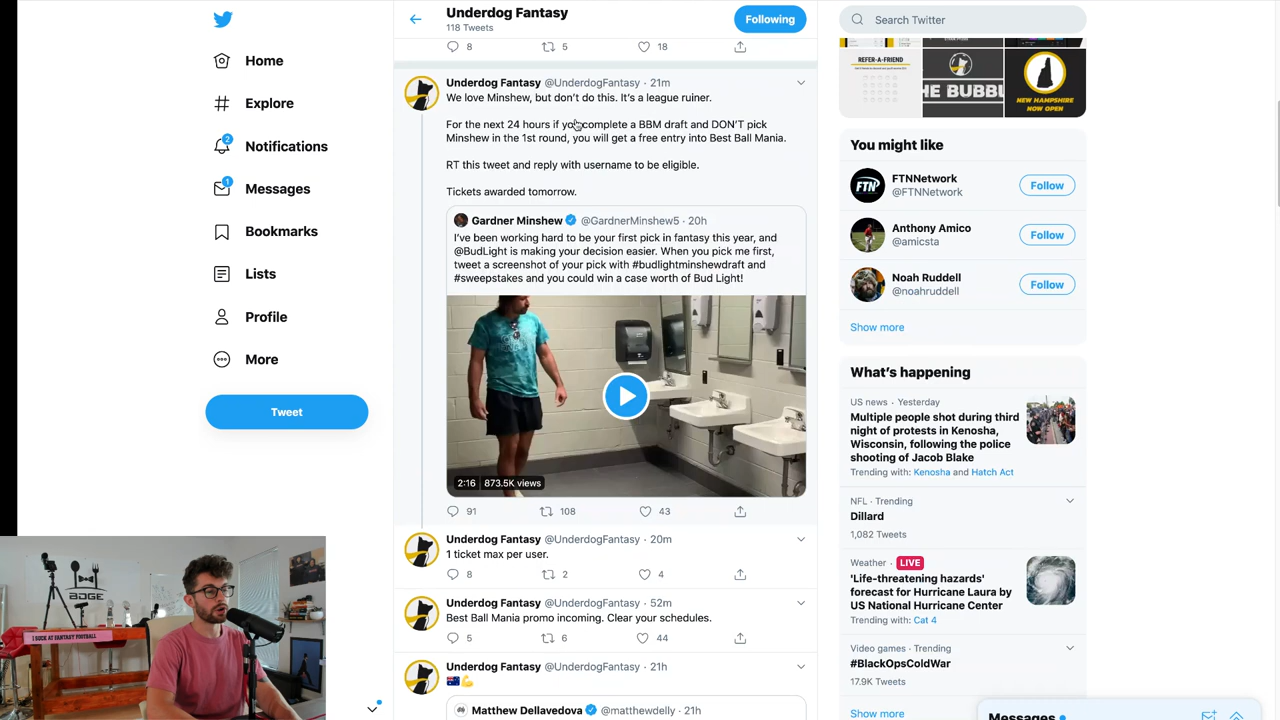 Home
Explore
2
Notifications
1
Messages
Bookmarks
Lists
Profile
More
Tweet
BDGE
I SUCK AT FANTASY FOOTBALL
Underdog Fantasy
118 Tweets
Following
8 5 18
Underdog Fantasy @UnderdogFantasy · 21m
We love Minshew, but don't do this. It's a league ruiner.
For the next 24 hours if you complete a BBM draft and DON'T pick
Minshew in the 1st round, you will get a free entry into Best Ball Mania.
RT this tweet and reply with username to be eligible.
Tickets awarded tomorrow.
Gardner Minshew @GardnerMinshew5 · 20h
I've been working hard to be your first pick in fantasy this year, and
@BudLight is making your decision easier. When you pick me first,
tweet a screenshot of your pick with #budlightminshewdraft and
#sweepstakes and you could win a case worth of Bud Light!
2:16 873.5K views
91 108 43
Underdog Fantasy @UnderdogFantasy · 20m
1 ticket max per user.
5 2 4
Underdog Fantasy @UnderdogFantasy · 52m
Best Ball Mania promo incoming. Clear your schedules.
5 6 44
Underdog Fantasy @UnderdogFantasy · 21h
Matthew Dellavedova @matthewdelly · 21h
Search Twitter
REFER-A-FRIEND
HE BUBBL
NEW HAMPSHIRE
NOW OPEN
You might like
FTN
FTNNetwork
@FTNNetwork
Follow
Anthony Amico
@amicsta
Follow
Noah Ruddell
@noahruddell
Follow
Show more
What's happening
US news · Yesterday
Multiple people shot during third
night of protests in Kenosha,
Wisconsin, following the police
shooting of Jacob Blake
Trending with: Kenosha and Hatch Act
NFL · Trending
Dillard
1,082 Tweets
Weather · LIVE
'Life-threatening hazards'
forecast for Hurricane Laura by
US National Hurricane Center
Trending with: Cat 4
Video games · Trending
#BlackOpsColdWar
17.9K Tweets
Show more
Messages